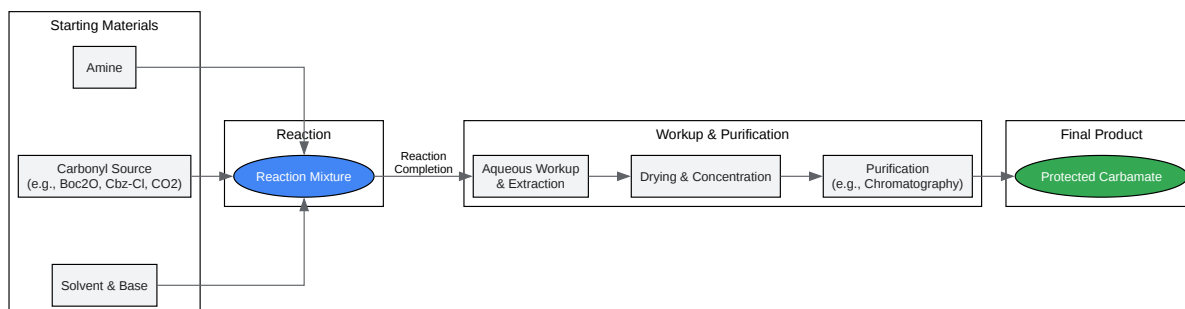 Starting Materials
Amine
Carbonyl Source
(e.g., Boc2O, Cbz-Cl, CO2)
Solvent & Base
Reaction
Reaction Mixture
Reaction
Completion
Workup & Purification
Aqueous Workup
& Extraction
Drying & Concentration
Purification
(e.g., Chromatography)
Final Product
Protected Carbamate